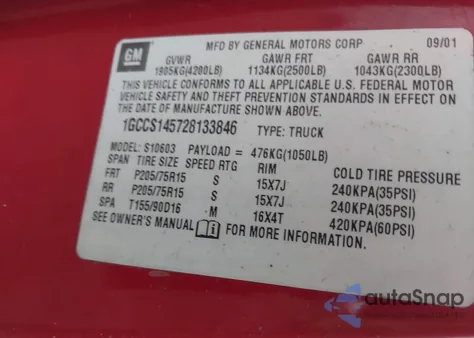 GM
MFD BY GENERAL MOTORS CORP 09/01
GVWR GAWR FRT GAWR RR
1905KG(4200LB) 1134KG(2500LB) 1043KG(2300LB)
THIS VEHICLE CONFORMS TO ALL APPLICABLE U.S. FEDERAL MOTOR
VEHICLE SAFETY AND THEFT PREVENTION STANDARDS IN EFFECT ON
THE DATE OF MANUFACTURE SHOWN ABOVE.
1GCCS145728133846 TYPE: TRUCK
MODEL: S10603 PAYLOAD = 476KG(1050LB)
SPAN TIRE SIZE SPEED RTG RIM COLD TIRE PRESSURE
FRT P205/75R15 S 15X7J 240KPA(35PSI)
RR P205/75R15 S 15X7J 240KPA(35PSI)
SPA T155/90D16 M 16X4T 420KPA(60PSI)
SEE OWNER'S MANUAL FOR MORE INFORMATION.
autoSnap